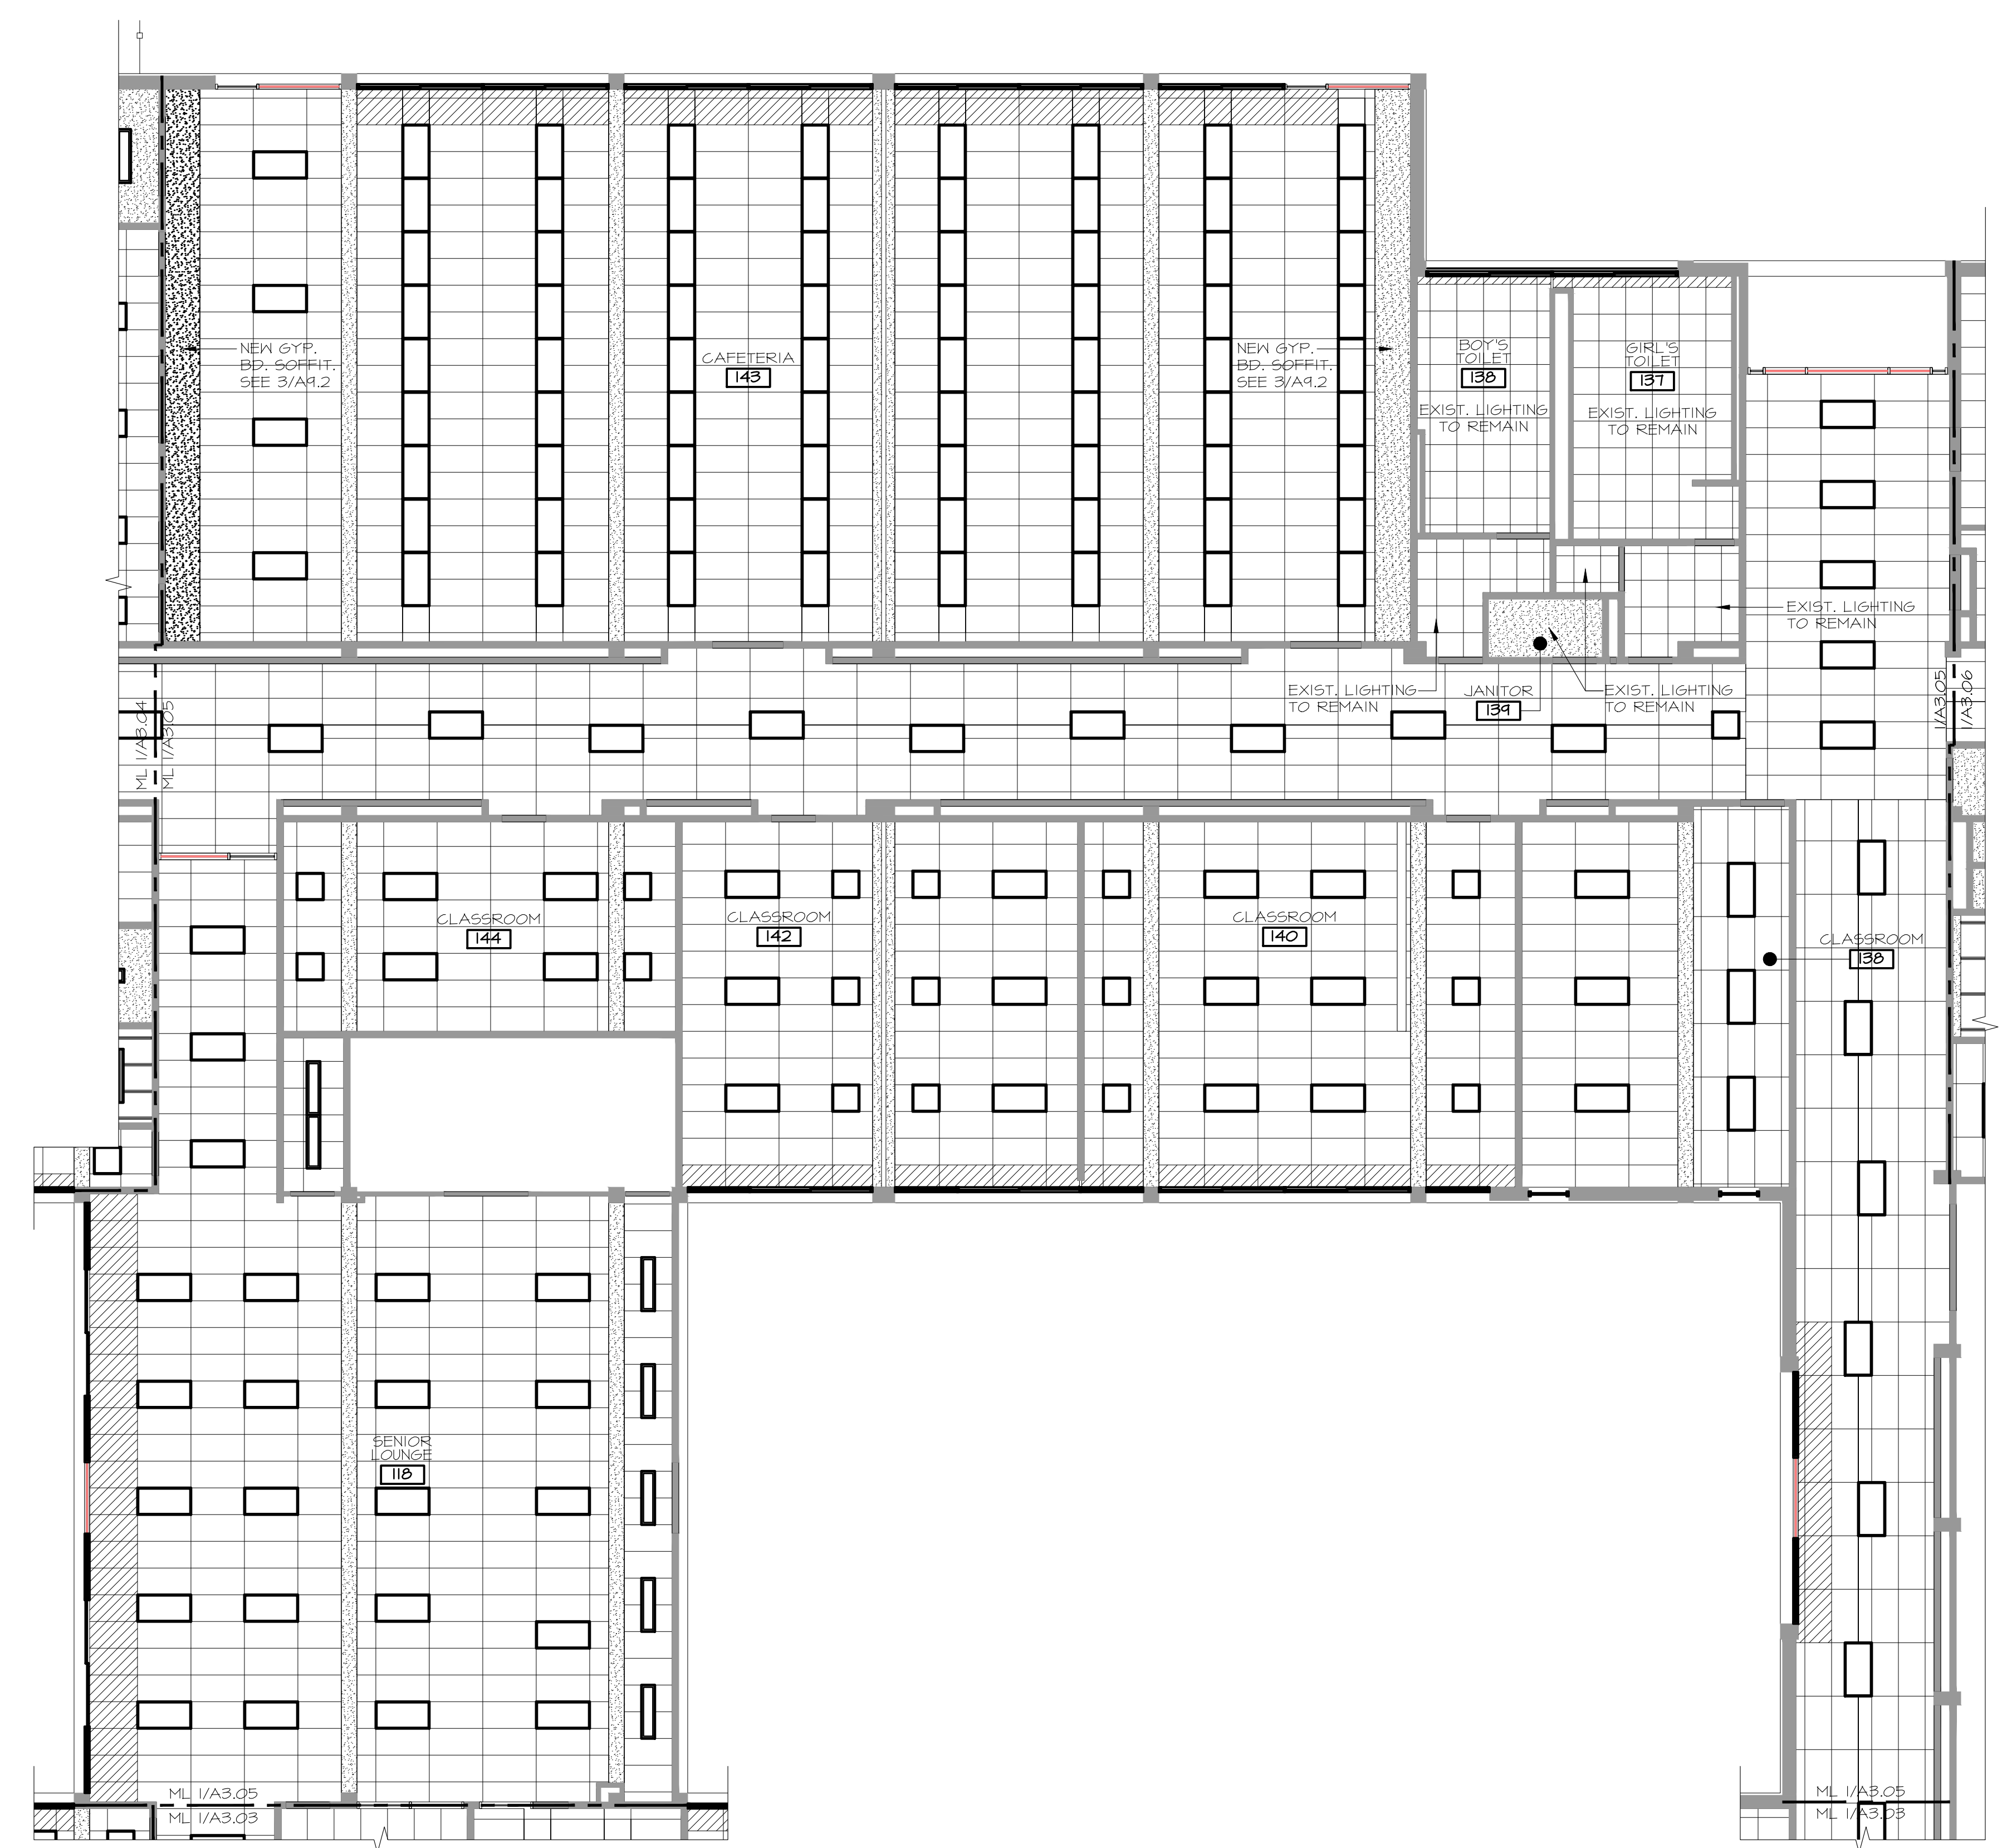 NEW GYP.
BD. SOFFIT.
SEE 3/A9.2
CAFETERIA
143
NEW GYP.
BD. SOFFIT.
SEE 3/A9.2
BOY'S
TOILET
138
EXIST. LIGHTING
TO REMAIN
GIRL'S
TOILET
137
EXIST. LIGHTING
TO REMAIN
EXIST. LIGHTING
TO REMAIN
EXIST. LIGHTING
TO REMAIN
JANITOR
139
EXIST. LIGHTING
TO REMAIN
ML 1/A3.04
ML 1/A3.05
1/A3.05
1/A3.06
CLASSROOM
144
CLASSROOM
142
CLASSROOM
140
CLASSROOM
138
SENIOR
LOUNGE
118
ML 1/A3.05
ML 1/A3.03
ML 1/A3.05
ML 1/A3.03